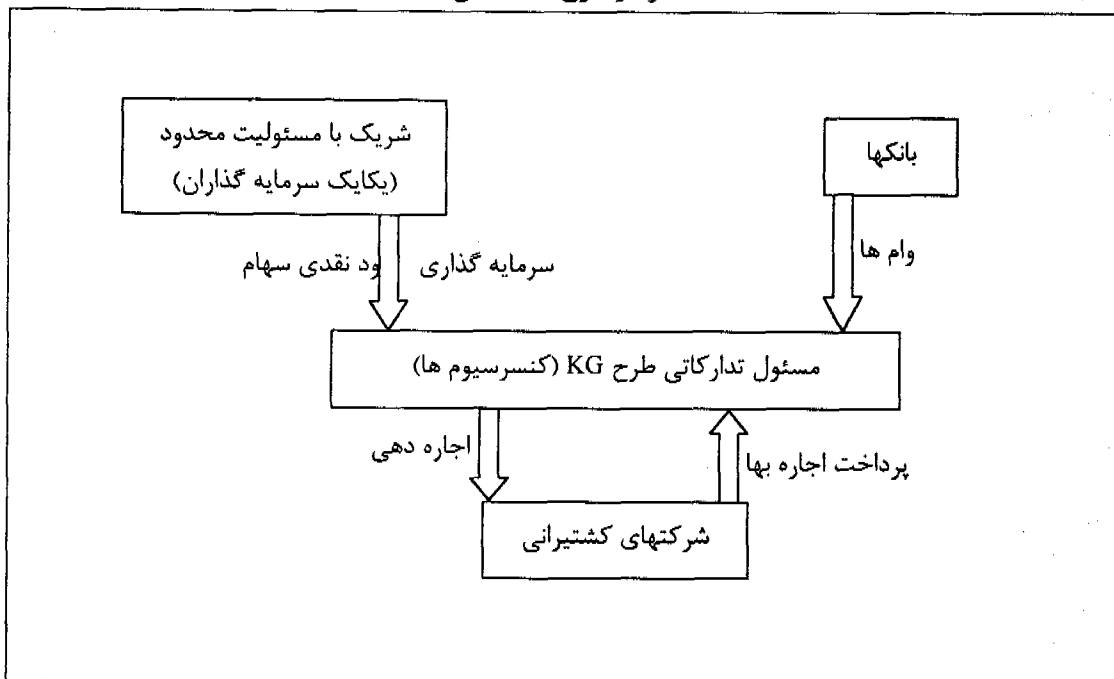 شریک با مسئولیت محدود
(یکایک سرمایه گذاران)
بانکها
سرمایه گذاری
ود نقدی سهام
وام ها
مسئول تدارکاتی طرح KG (کنسرسیوم ها)
اجاره دهی
پرداخت اجاره بها
شرکتهای کشتیرانی